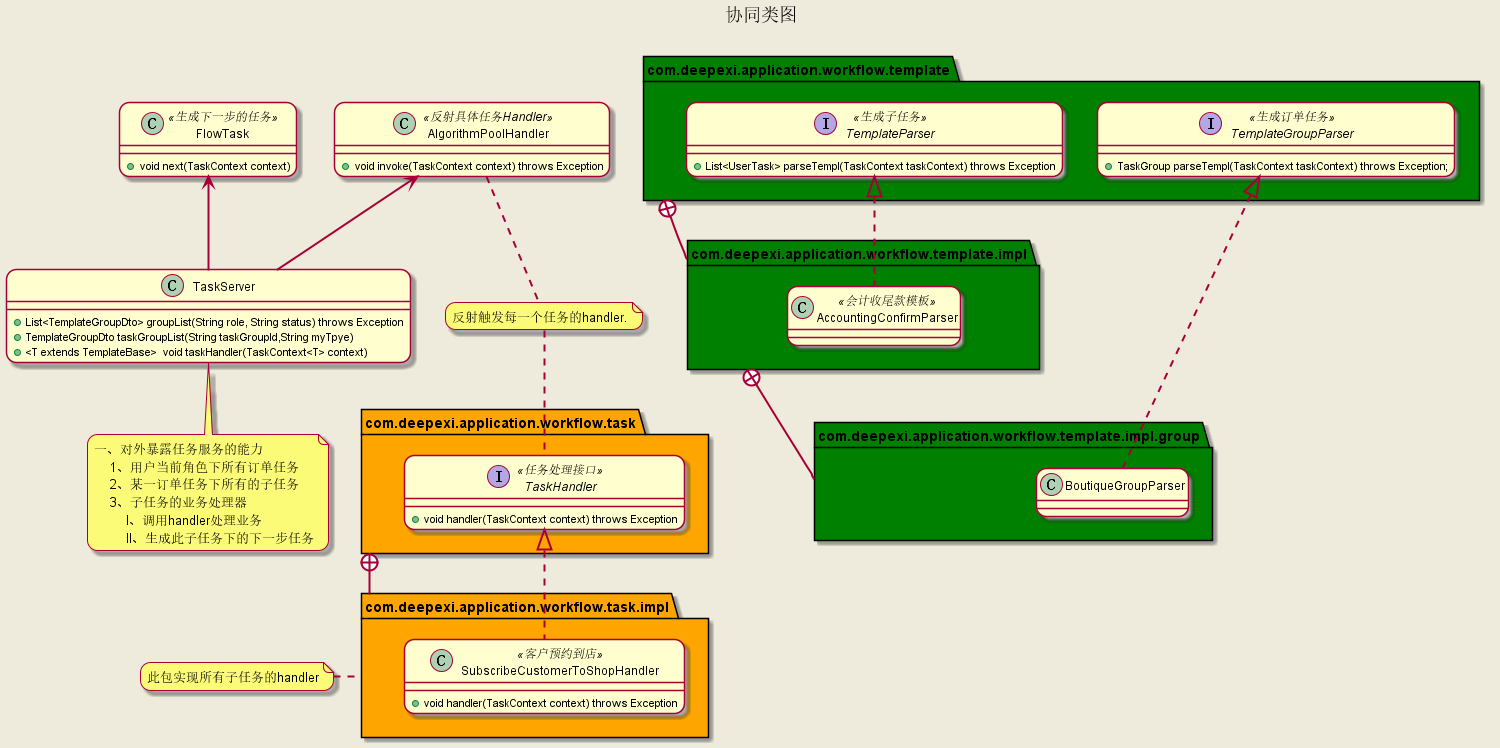 协同类图
com.deepexi.application.workflow.template
C «生成下一步的任务»
FlowTask
void next(TaskContext context)
C «反射具体任务Handler»
AlgorithmPoolHandler
void invoke(TaskContext context) throws Exception
I «生成子任务»
TemplateParser
List<UserTask> parseTempl(TaskContext taskContext) throws Exception
I «生成订单任务»
TemplateGroupParser
TaskGroup parseTempl(TaskContext taskContext) throws Exception;
com.deepexi.application.workflow.template.impl
C «会计收尾款模板»
AccountingConfirmParser
C TaskServer
List<TemplateGroupDto> groupList(String role, String status) throws Exception
TemplateGroupDto taskGroupList(String taskGroupId,String myTpye)
<T extends TemplateBase>  void taskHandler(TaskContext<T> context)
反射触发每一个任务的handler.
com.deepexi.application.workflow.task
I «任务处理接口»
TaskHandler
void handler(TaskContext context) throws Exception
com.deepexi.application.workflow.template.impl.group
C BoutiqueGroupParser
一、对外暴露任务服务的能力
1、用户当前角色下所有订单任务
2、某一订单任务下所有的子任务
3、子任务的业务处理器
I、调用handler处理业务
II、生成此子任务下的下一步任务
com.deepexi.application.workflow.task.impl
C «客户预约到店»
SubscribeCustomerToShopHandler
void handler(TaskContext context) throws Exception
此包实现所有子任务的handler